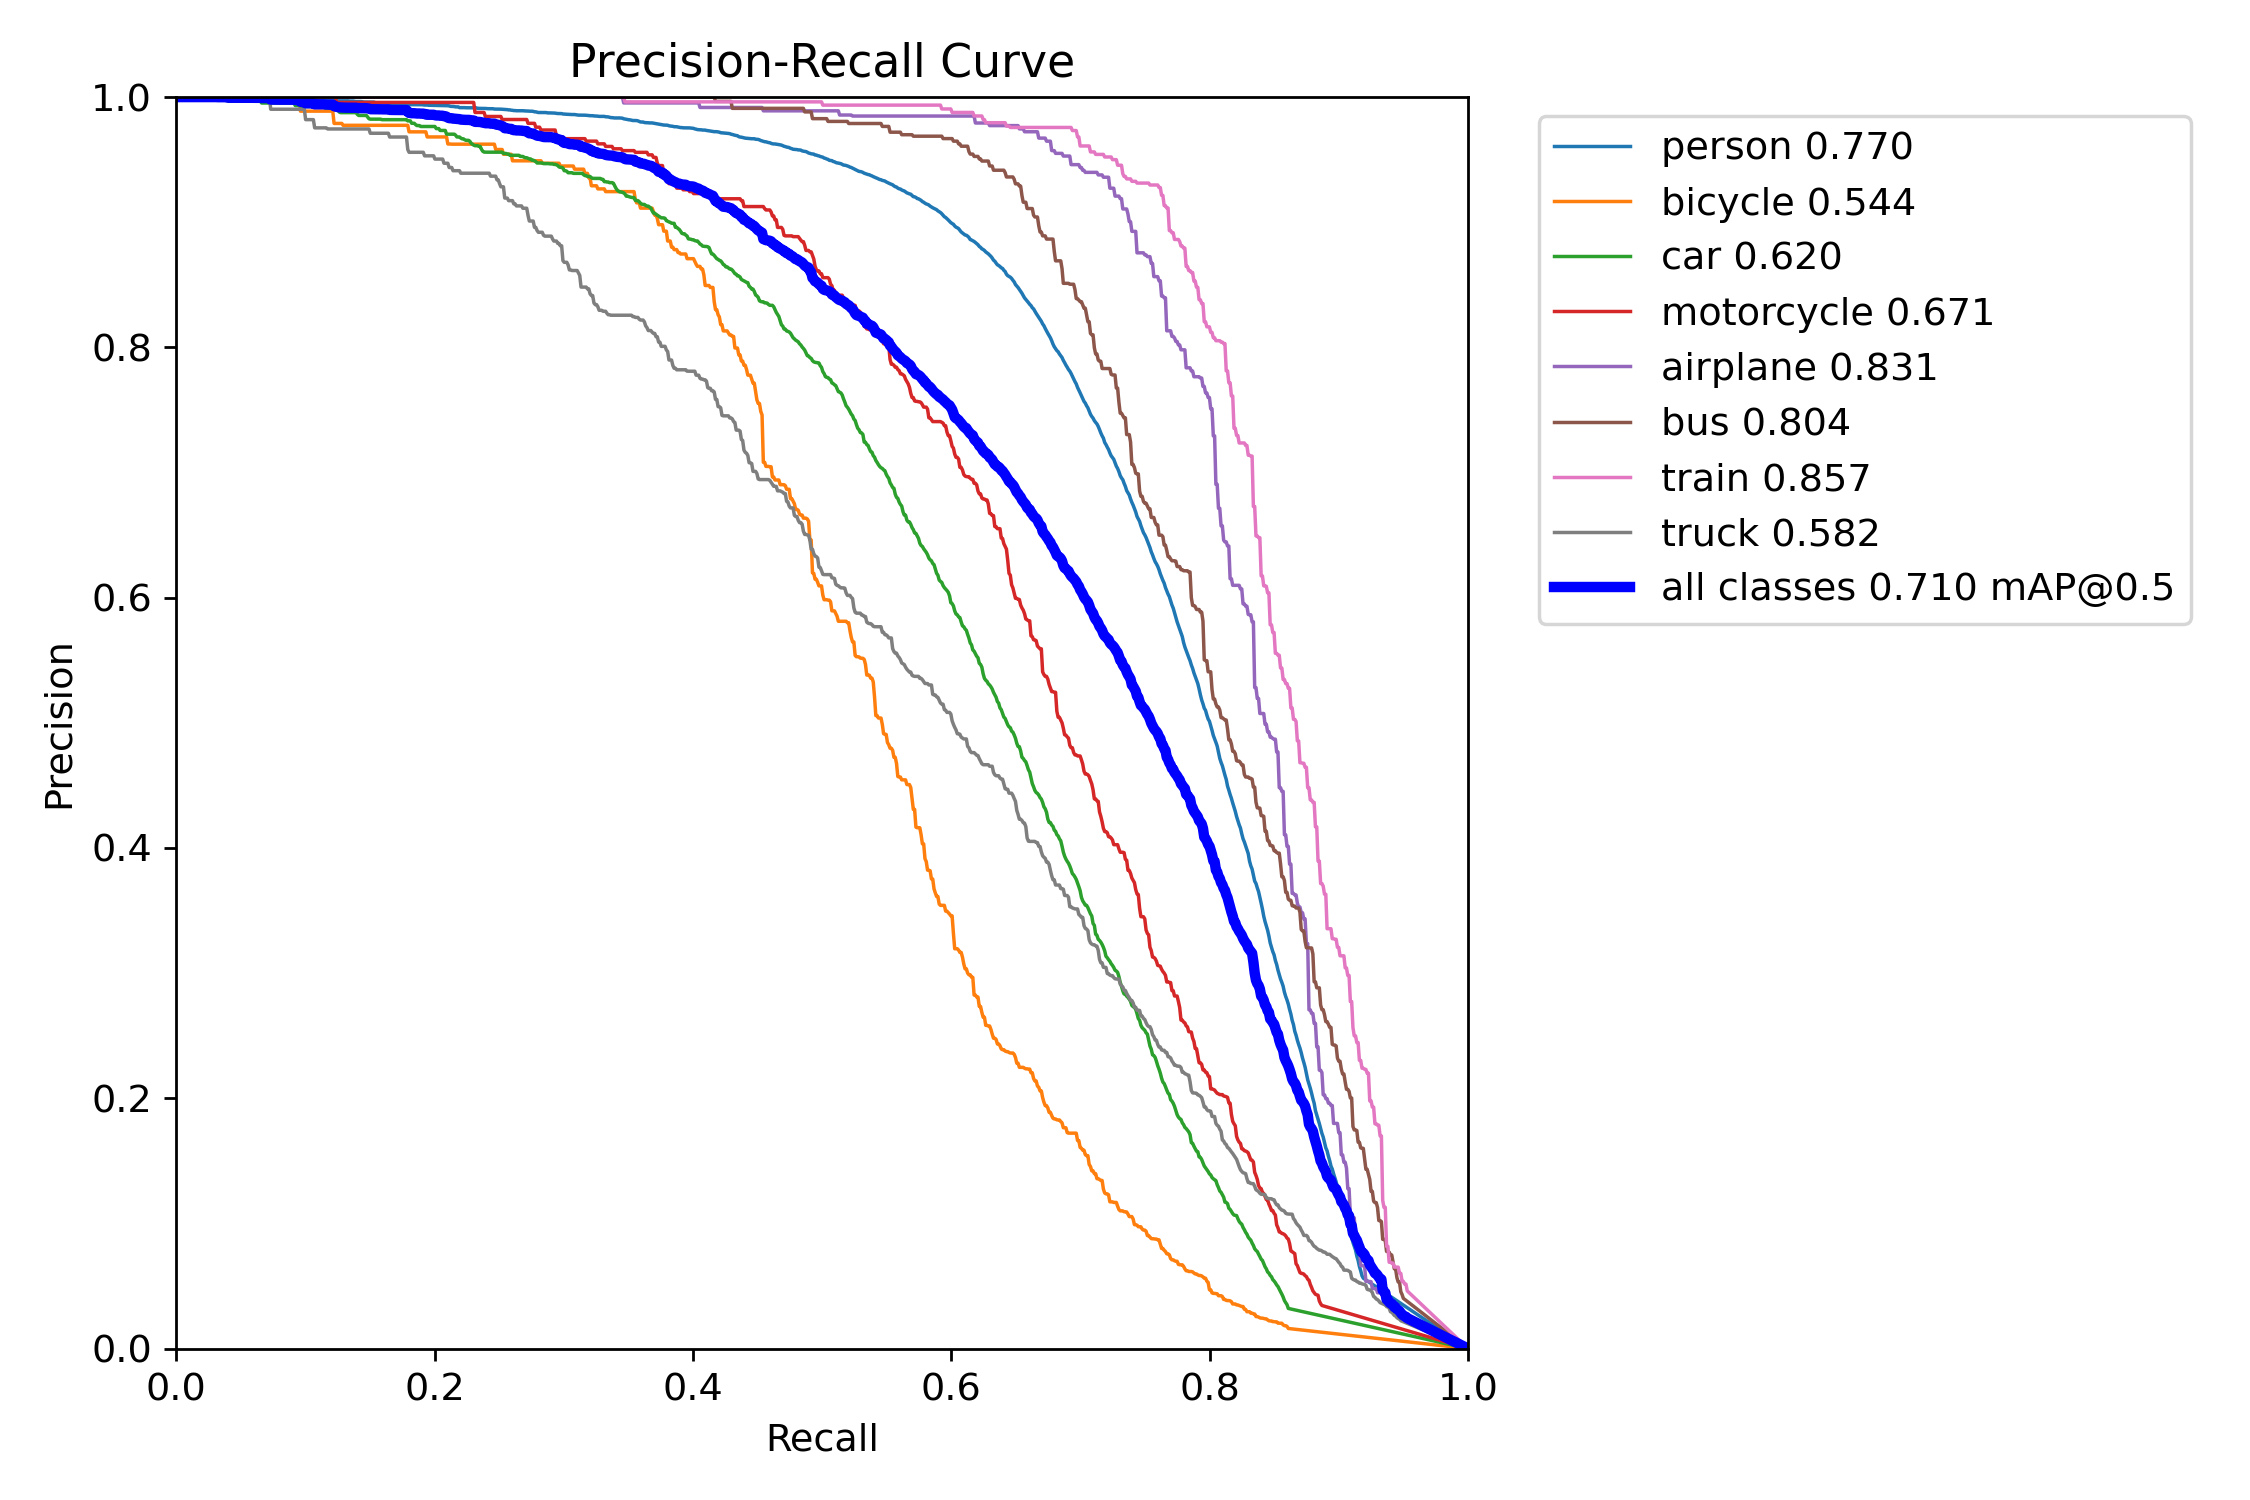 Precision-Recall Curve
1.0
0.8
0.6
0.4
0.2
0.0
Precision
0.0 0.2 0.4 0.6 0.8 1.0
Recall
person 0.770
bicycle 0.544
car 0.620
motorcycle 0.671
airplane 0.831
bus 0.804
train 0.857
truck 0.582
all classes 0.710 mAP@0.5